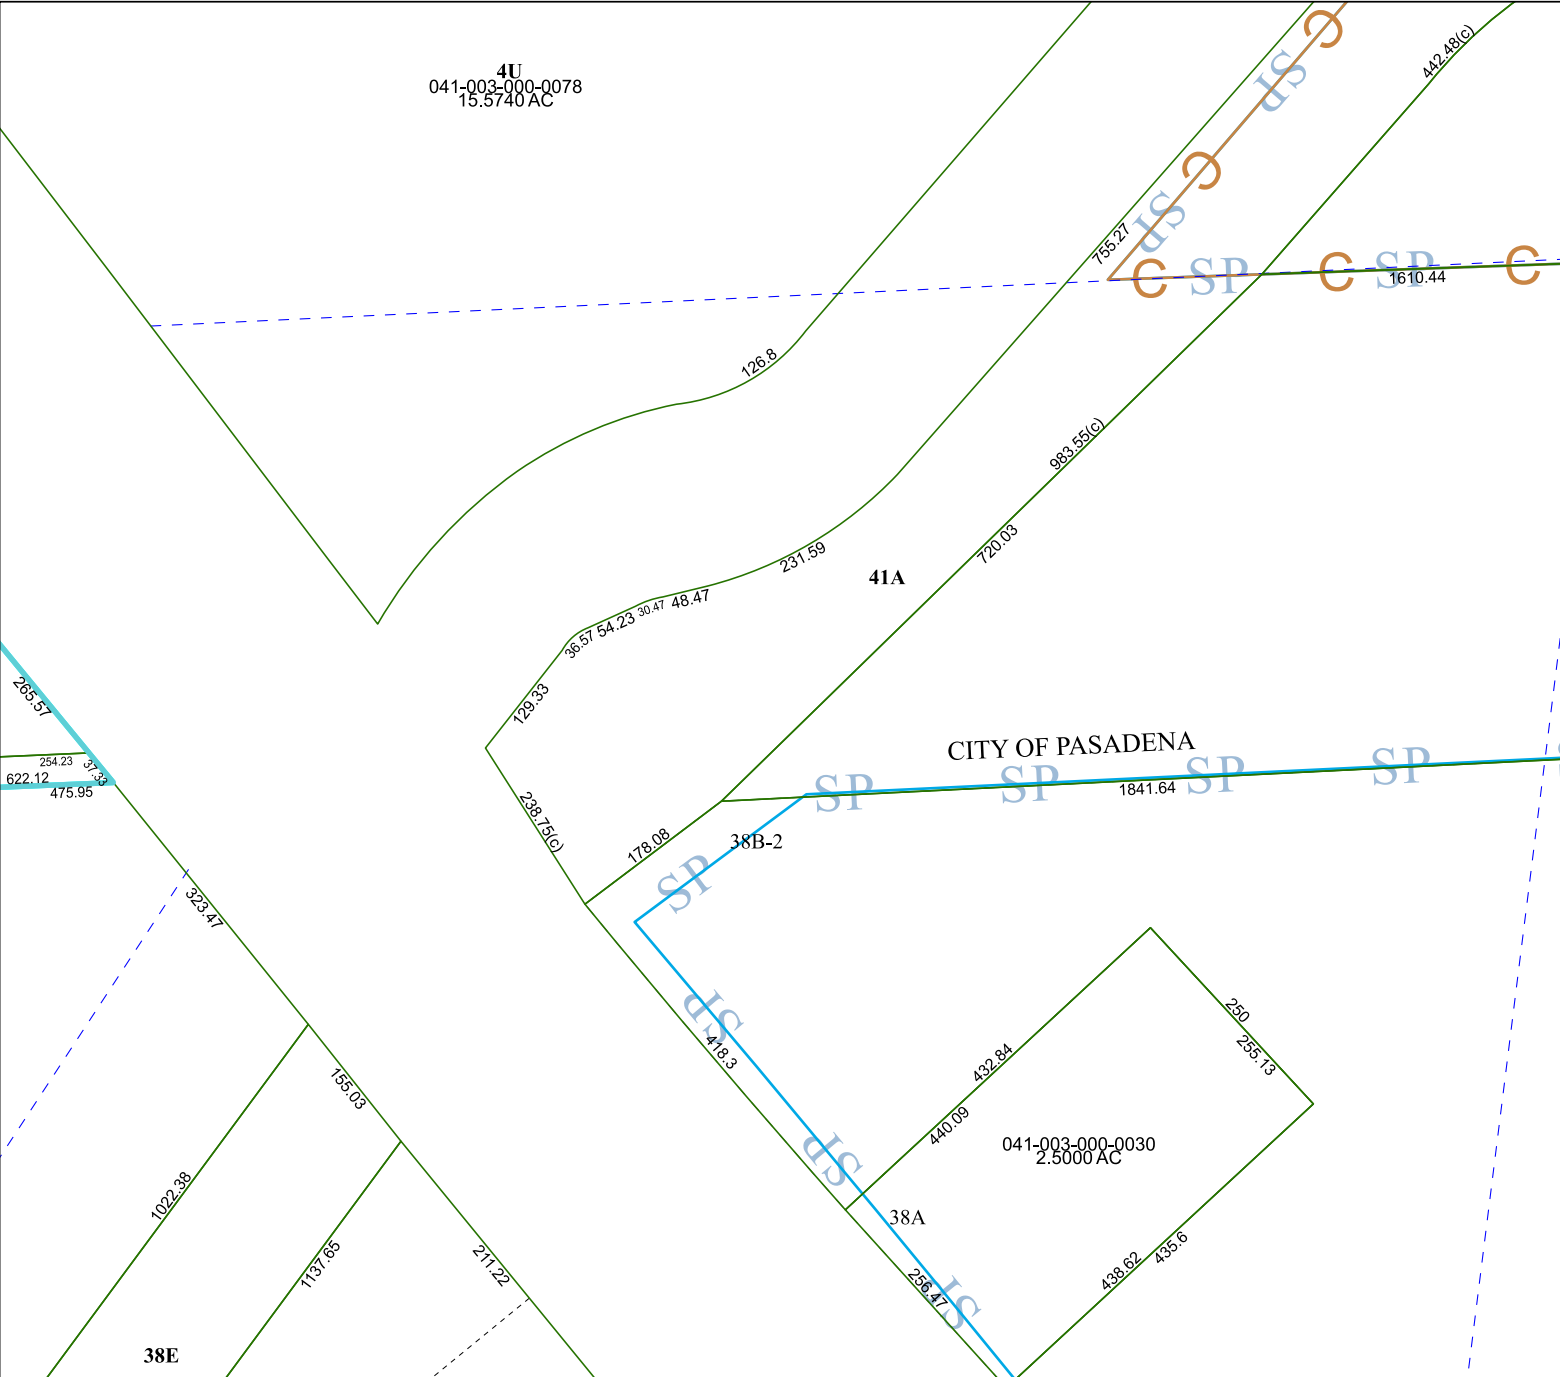 4U
041-003-000-0078
15.5740 AC
442.48(c)
C
SP
C
SP
755.27
C
SP
C
SP
C
1610.44
126.8
983.55(c)
720.03
231.59
41A
48.47
30.47
54.23
36.57
129.33
265.57
254.23
37.33
622.12
475.95
CITY OF PASADENA
SP
SP
SP
SP
1841.64
238.75(c)
178.08
38B-2
SP
323.47
SP
418.3
250
255.13
432.84
440.09
041-003-000-0030
2.5000 AC
155.03
SP
1022.38
38A
1137.65
211.22
438.62
435.6
256.47
SP
38E